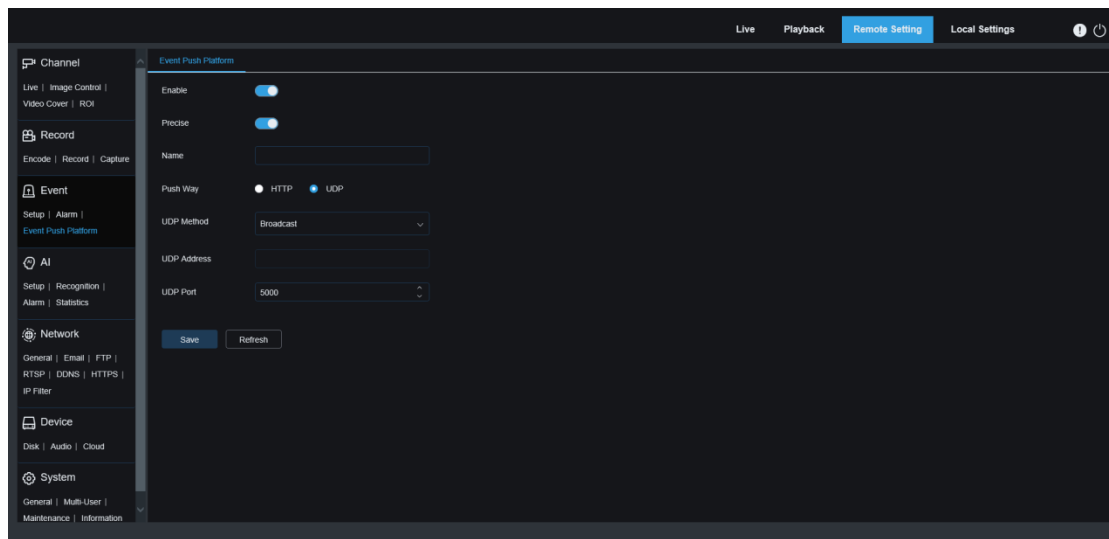 Live Playback Remote Setting Local Settings
Channel
Live | Image Control |
Video Cover | ROI
Record
Encode | Record | Capture
Event
Setup | Alarm |
Event Push Platform
AI
Setup | Recognition |
Alarm | Statistics
Network
General | Email | FTP |
RTSP | DDNS | HTTPS |
IP Filter
Device
Disk | Audio | Cloud
System
General | Multi-User |
Maintenance | Information
Event Push Platform
Enable
Precise
Name
Push Way HTTP UDP
UDP Method Broadcast
UDP Address
UDP Port 5000
Save Refresh